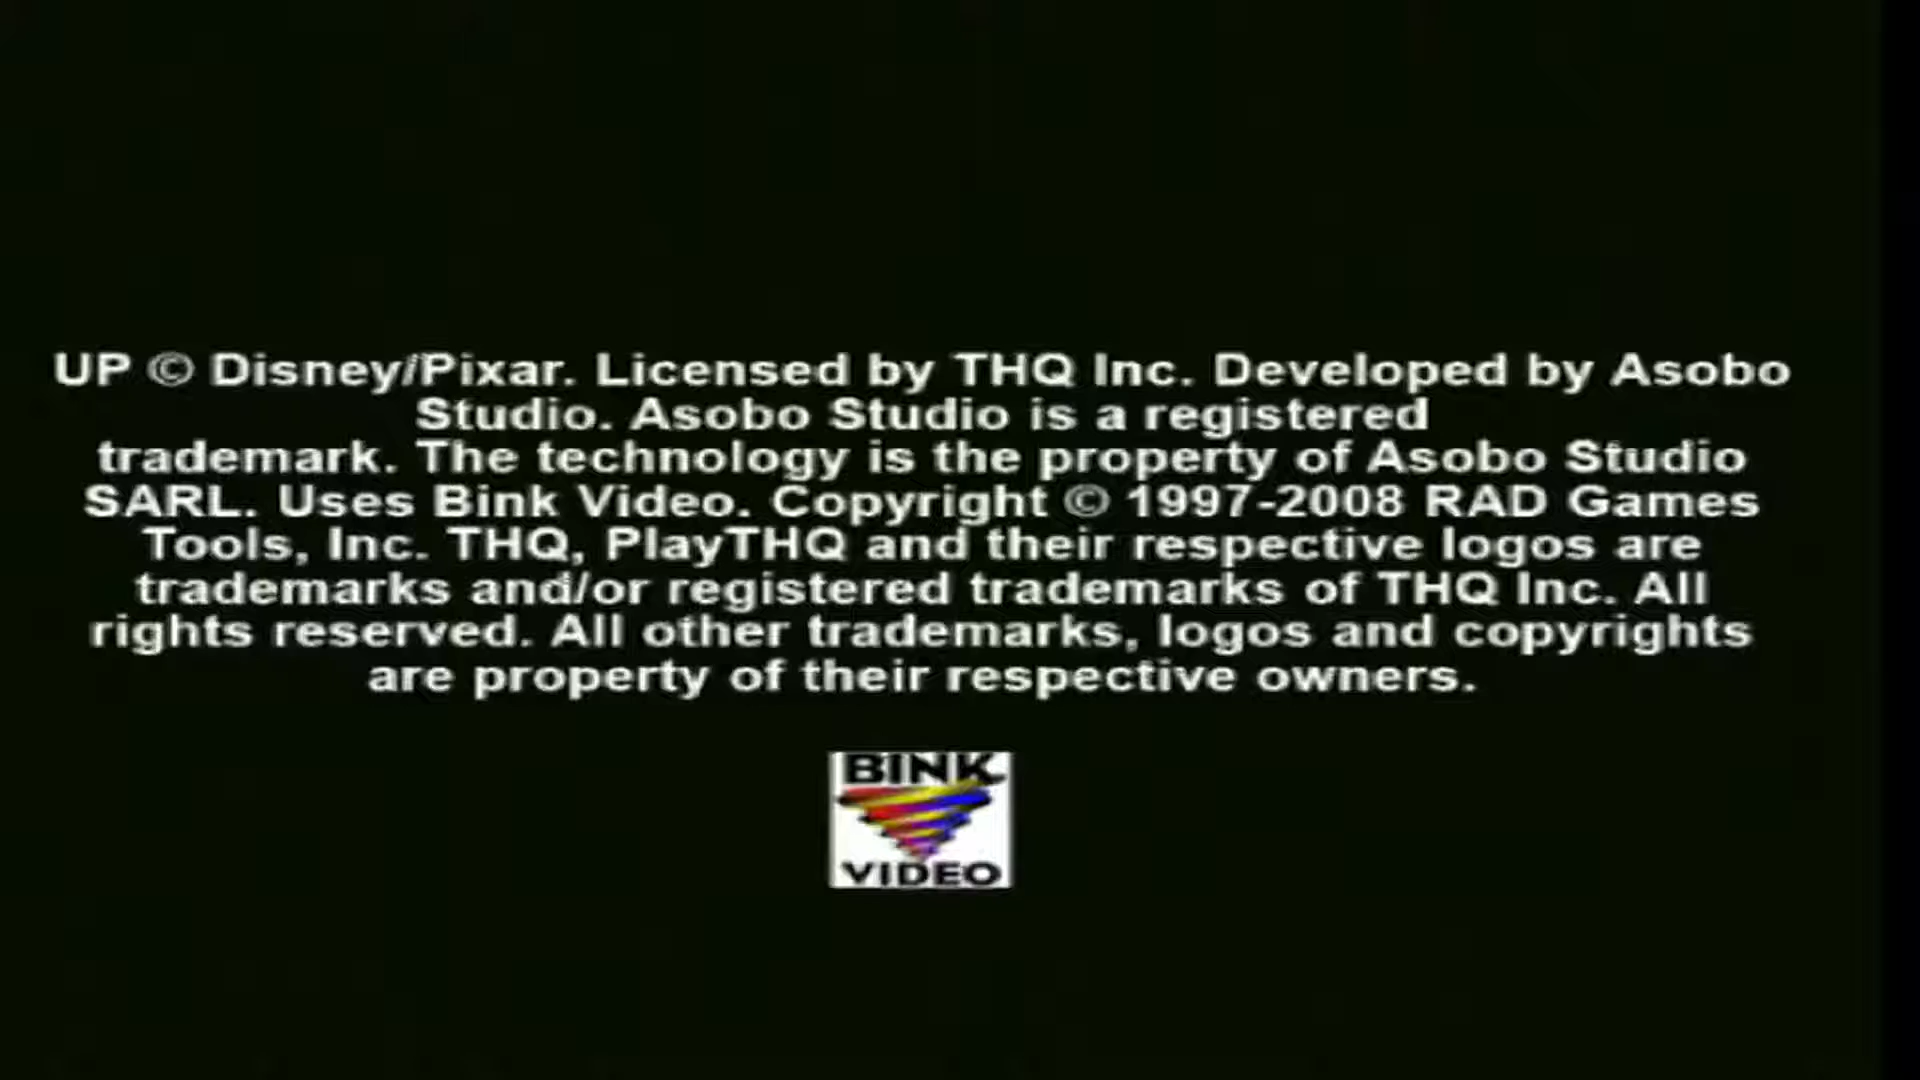 UP © Disney/Pixar. Licensed by THQ Inc. Developed by Asobo
Studio. Asobo Studio is a registered
trademark. The technology is the property of Asobo Studio
SARL. Uses Bink Video. Copyright © 1997-2008 RAD Games
Tools, Inc. THQ, PlayTHQ and their respective logos are
trademarks and/or registered trademarks of THQ Inc. All
rights reserved. All other trademarks, logos and copyrights
are property of their respective owners.
BINK
VIDEO